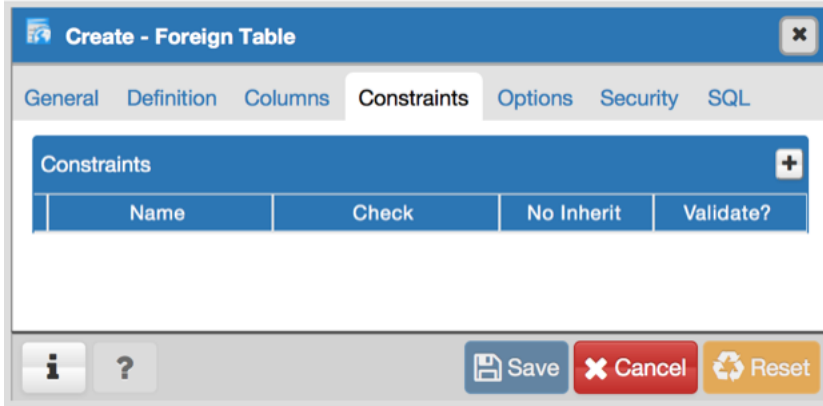 Create - Foreign Table
General Definition Columns Constraints Options Security SQL
Constraints
Name Check No Inherit Validate?
i ? Save Cancel Reset